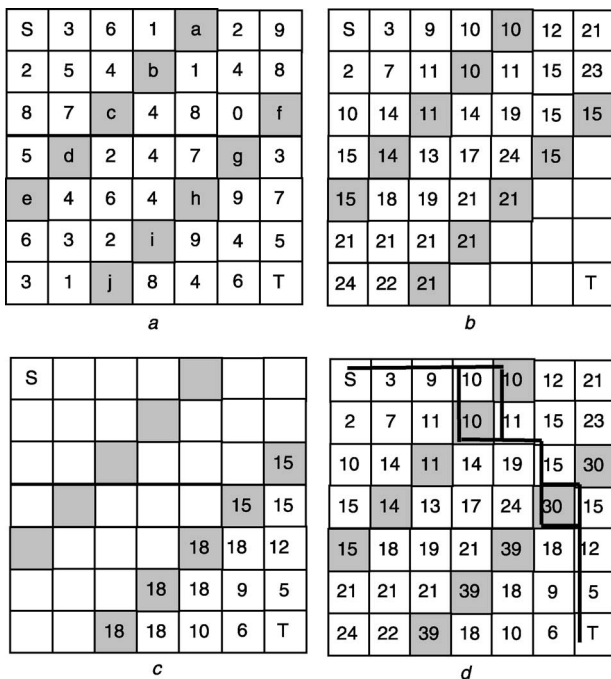 S 3 6 1 a 2 9
2 5 4 b 1 4 8
8 7 c 4 8 0 f
5 d 2 4 7 g 3
e 4 6 4 h 9 7
6 3 2 i 9 4 5
3 1 j 8 4 6 T
a
S 3 9 10 10 12 21
2 7 11 10 11 15 23
10 14 11 14 19 15 15
15 14 13 17 24 15
15 18 19 21 21
21 21 21 21
24 22 21 T
b
S
15
15 15
18 18 12
18 18 9 5
18 18 10 6 T
c
S 3 9 10 10 12 21
2 7 11 10 11 15 23
10 14 11 14 19 15 30
15 14 13 17 24 30 15
15 18 19 21 39 18 12
21 21 21 39 18 9 5
24 22 39 18 10 6 T
d